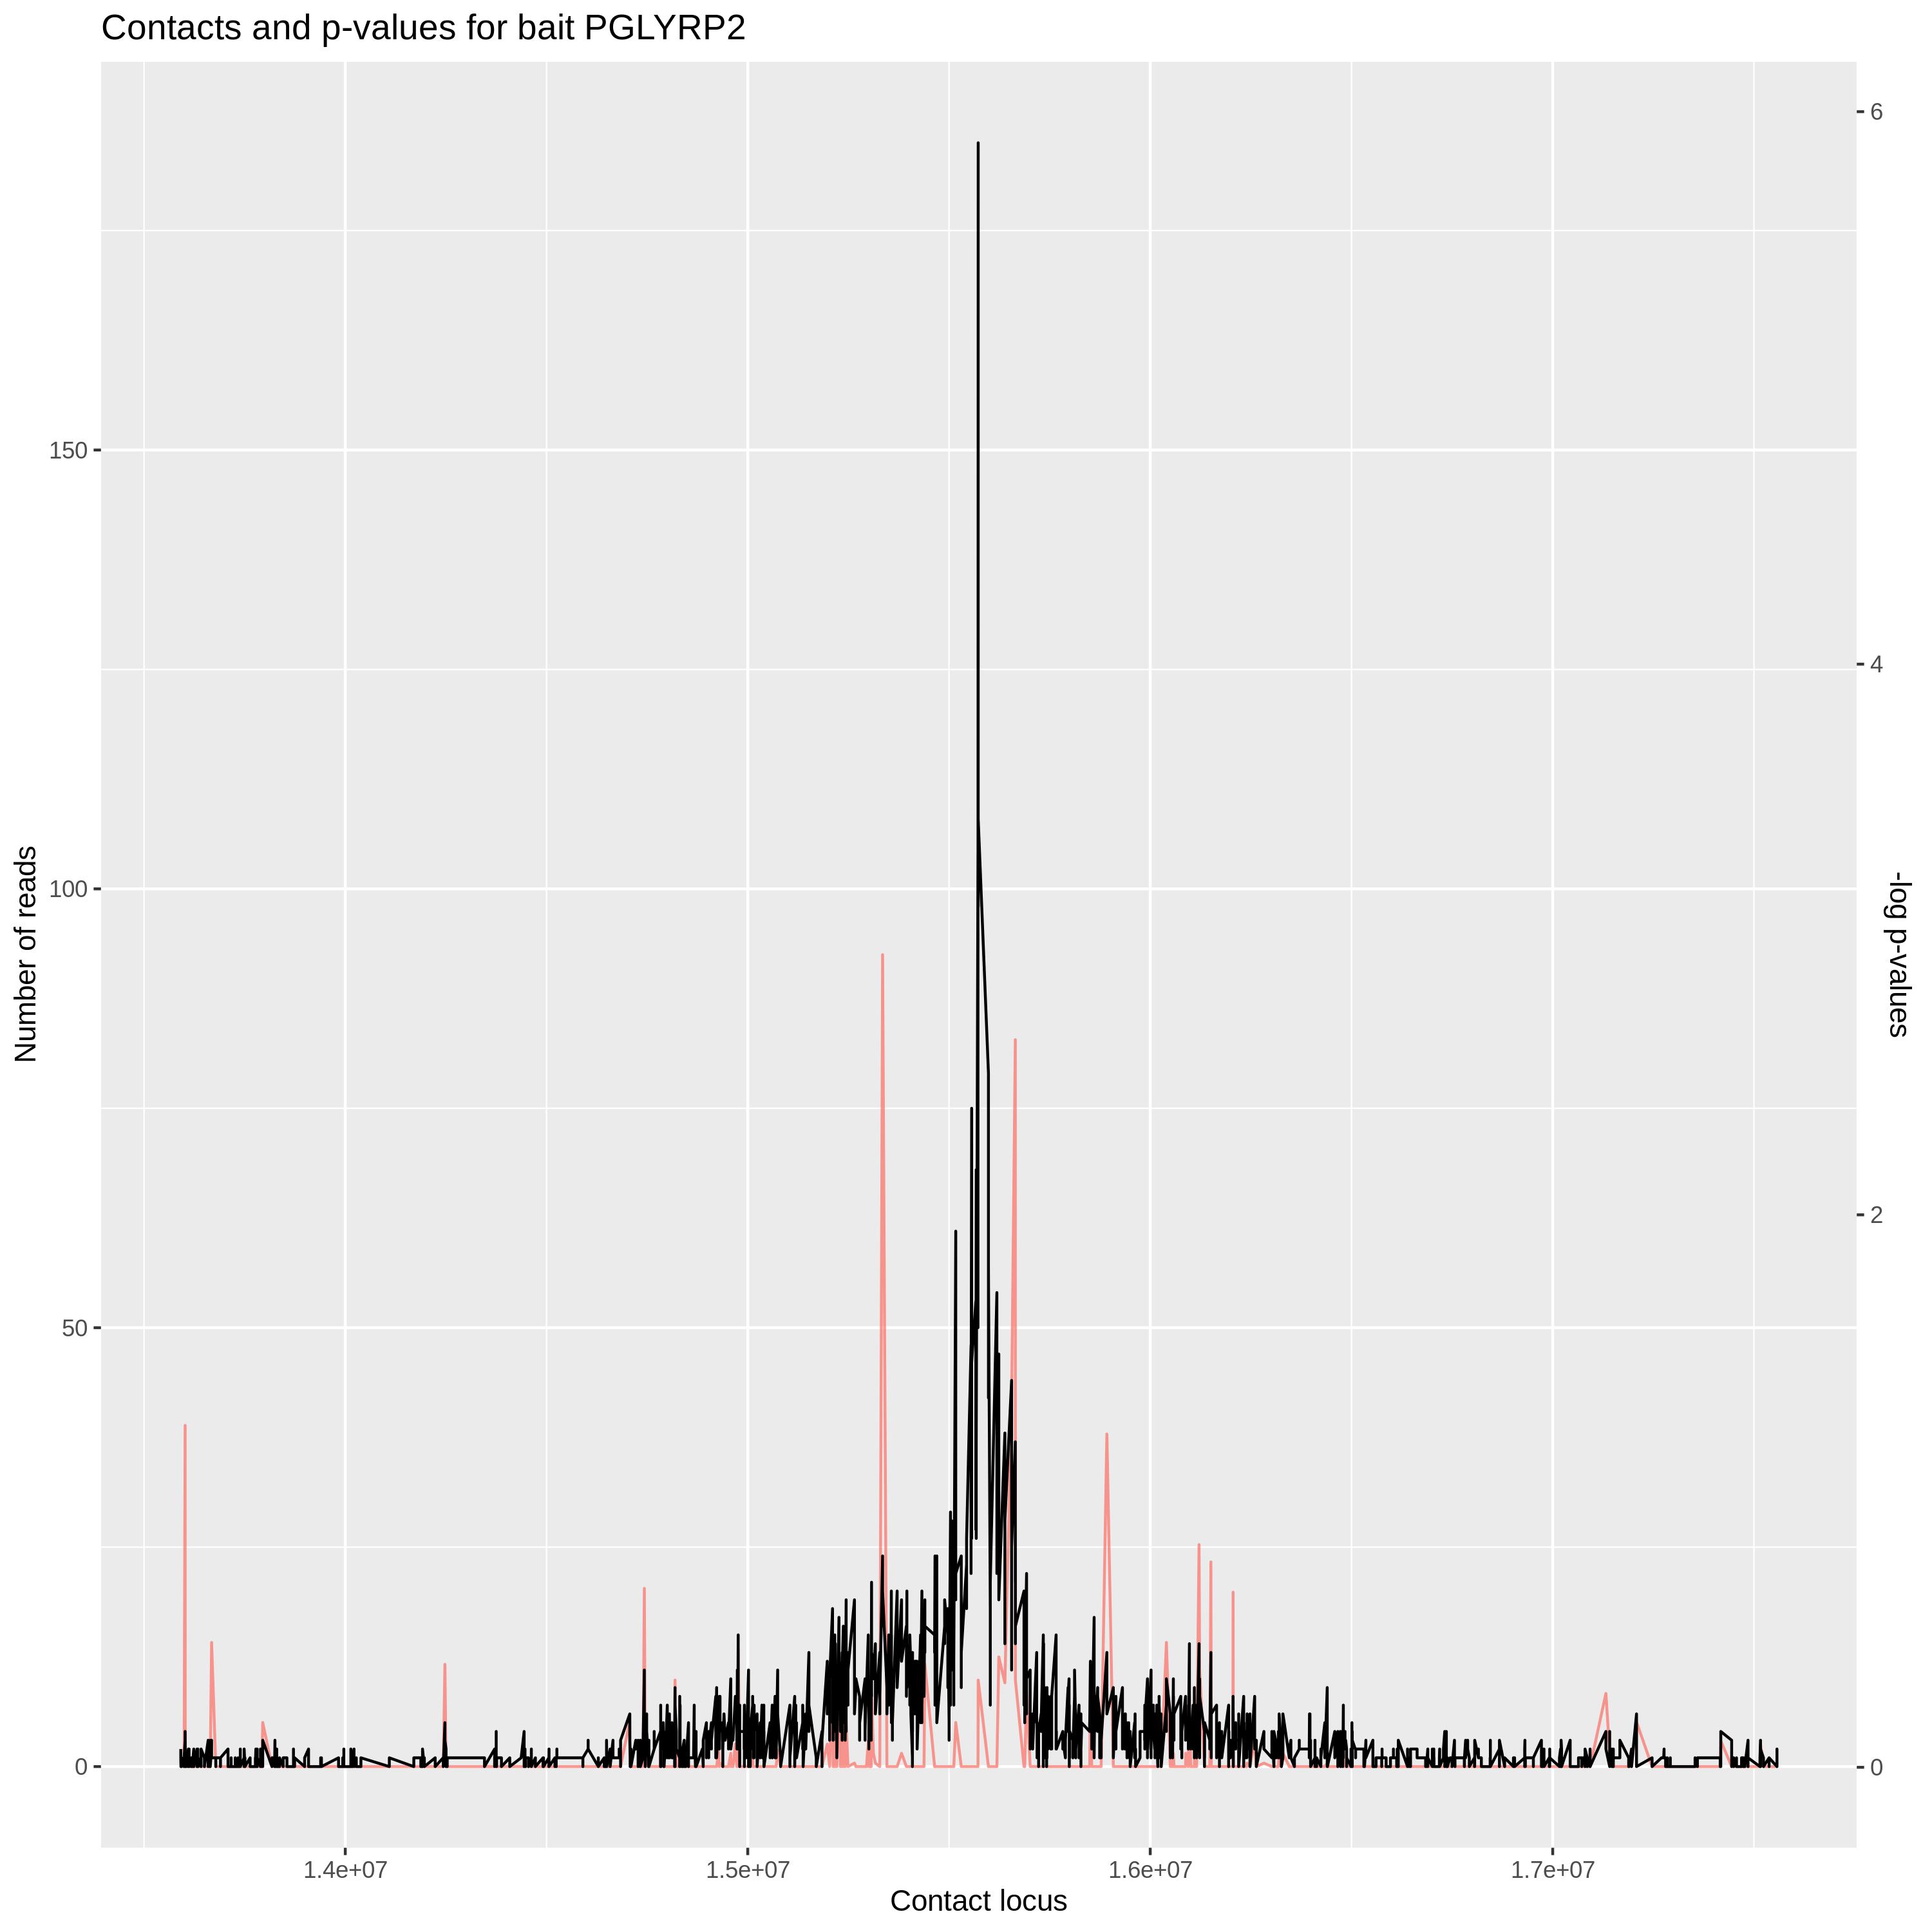 Contacts and p-values for bait PGLYRP2
6
150
4
Number of reads
100
-log p-values
2
50
0
0
1.4e+07
1.5e+07
1.6e+07
1.7e+07
Contact locus